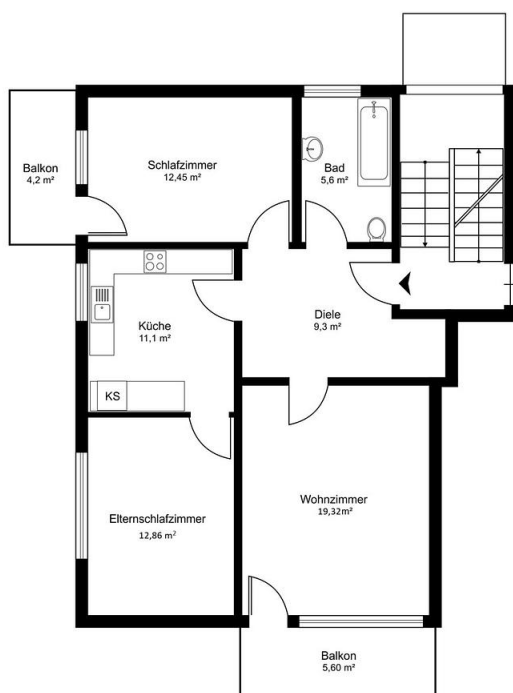 Balkon
4,2 m²
Schlafzimmer
12,45 m²
Bad
5,6 m²
Küche
11,1 m²
Diele
9,3 m²
KS
Elternschlafzimmer
12,86 m²
Wohnzimmer
19,32m²
Balkon
5,60 m²